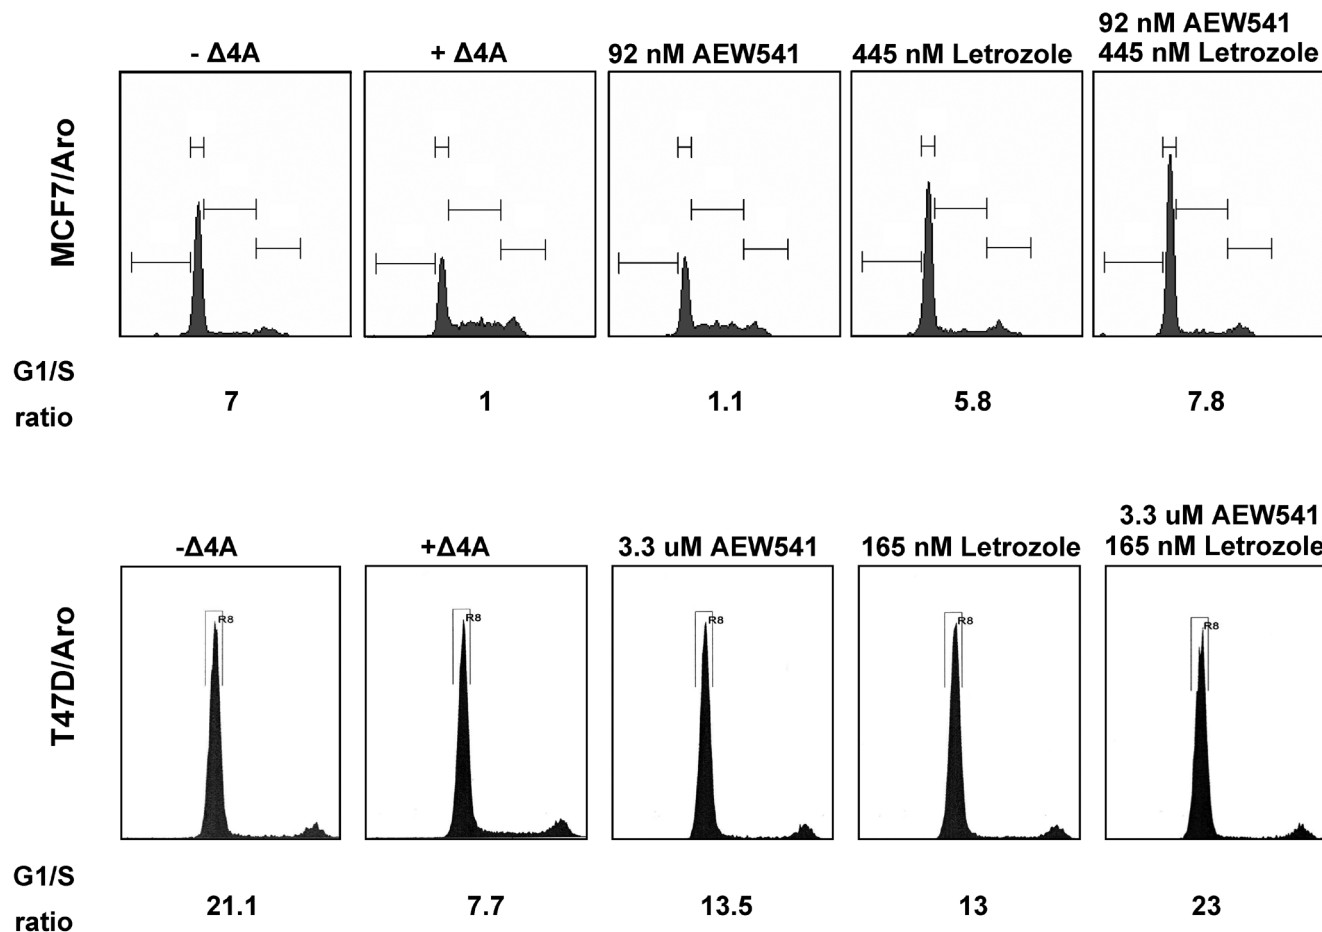 - Δ4A
+ Δ4A
92 nM AEW541
445 nM Letrozole
92 nM AEW541
445 nM Letrozole
MCF7/Aro
G1/S
ratio
7
1
1.1
5.8
7.8
-Δ4A
+Δ4A
3.3 uM AEW541
165 nM Letrozole
3.3 uM AEW541
165 nM Letrozole
T47D/Aro
R8
R8
R8
R8
R8
G1/S
ratio
21.1
7.7
13.5
13
23